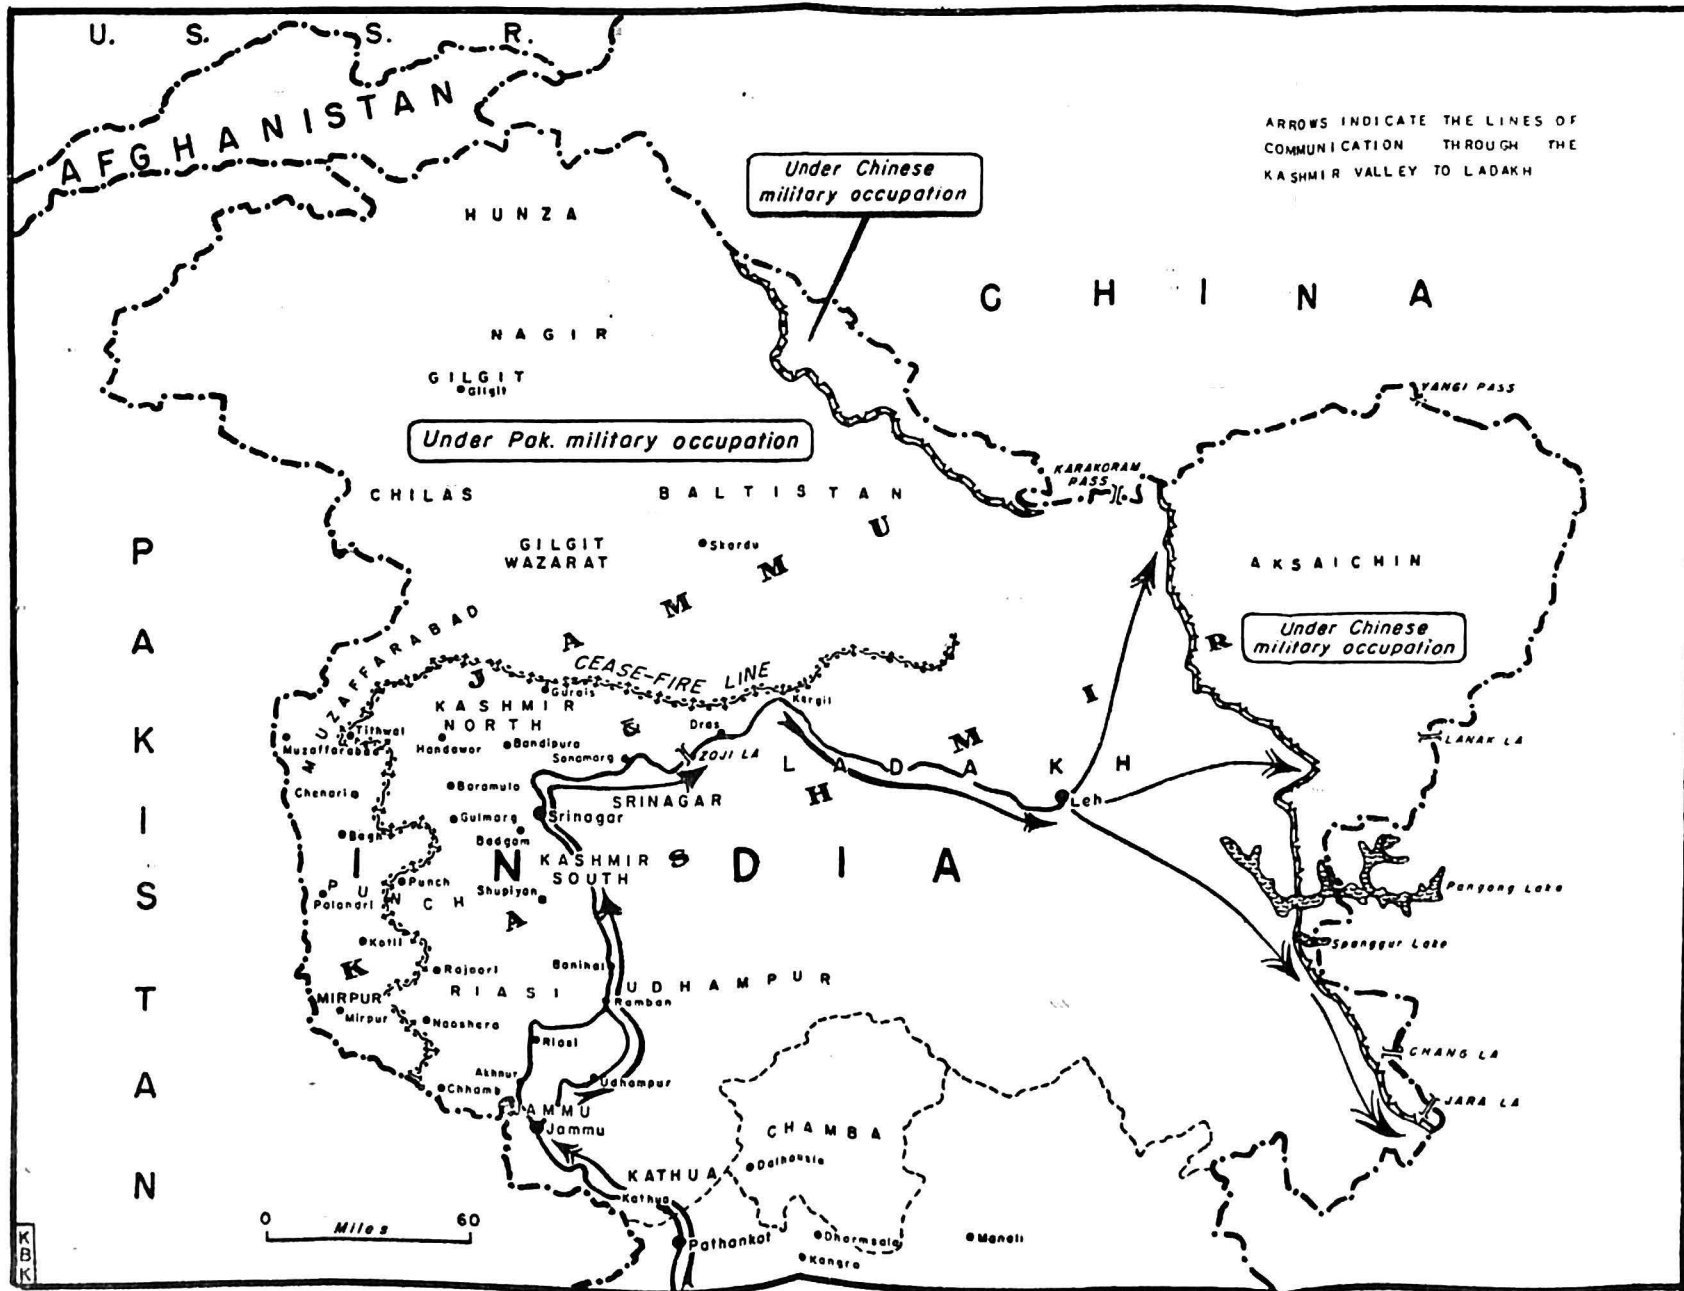 U. S. S. R.
AFGHANISTAN
ARROWS INDICATE THE LINES OF
COMMUNICATION THROUGH THE
KASHMIR VALLEY TO LADAKH
Under Chinese
military occupation
HUNZA
CHINA
NAGIR
GILGIT
Gilgit
YANGI PASS
Under Pak. military occupation
KARAKORAM
PASS
CHILAS
BALTISTAN
GILGIT
WAZARAT
Skardu
AKSAICHIN
PAKISTAN
JAMMU
&
KASHMIR
MUZAFFARABAD
Under Chinese
military occupation
CEASE-FIRE LINE
Gurais
KASHMIR
NORTH
Kargil
Dras
Tithwal
Muzaffarabad
Handawor
Bandipura
Sonamarg
ZOJI LA
LANAK LA
LADAKH
Chenari
Baramula
SRINAGAR
Leh
Gulmarg
Srinagar
Bagh
Badgam
INDIA
KASHMIR
SOUTH
Punch
PUNCH
Palandri
Shupiyan
Pangong Lake
Kotli
Spanggur Lake
Rajaori
Banihal
RIASI
UDHAMPUR
MIRPUR
Mirpur
Ramban
Naoshera
Riasi
CHANG LA
Akhnur
Chhamb
Udhampur
JAMMU
Jammu
JARA LA
CHAMBA
Dalhousie
KATHUA
Kathua
0 Miles 60
Pathankot
Dharmsala
Manali
Kangra
KBK